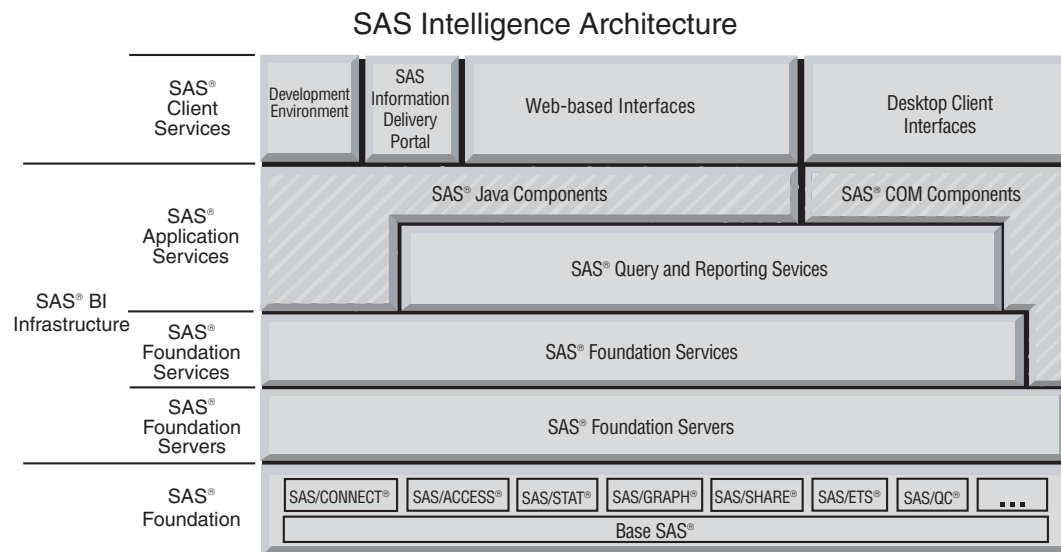 SAS Intelligence Architecture
SAS®
Client
Services
Development
Environment
SAS
Information
Delivery
Portal
Web-based Interfaces
Desktop Client
Interfaces
SAS® BI
Infrastructure
SAS®
Application
Services
SAS® Java Components
SAS® COM Components
SAS® Query and Reporting Sevices
SAS®
Foundation
Services
SAS® Foundation Services
SAS®
Foundation
Servers
SAS® Foundation Servers
SAS®
Foundation
SAS/CONNECT®
SAS/ACCESS®
SAS/STAT®
SAS/GRAPH®
SAS/SHARE®
SAS/ETS®
SAS/QC®
...
Base SAS®